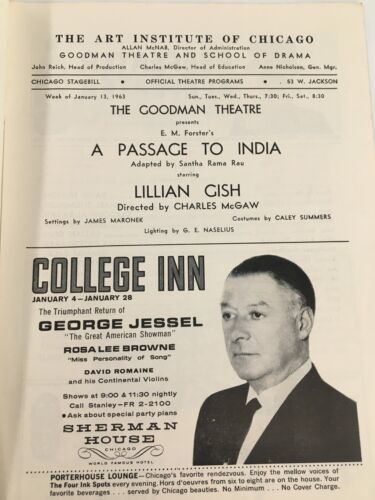 THE ART INSTITUTE OF CHICAGO
ALLAN McNAB, Director of Administration
GOODMAN THEATRE AND SCHOOL OF DRAMA
John Reich, Head of Production Charles McGaw, Head of Education Anne Nicholson, Gen. Mgr.
CHICAGO STAGEBILL • OFFICIAL THEATRE PROGRAMS • 53 W. JACKSON
Week of January 13, 1963 Sun., Tues., Wed., Thurs., 7:30; Fri., Sat., 8:30
THE GOODMAN THEATRE
presents
E. M. Forster's
A PASSAGE TO INDIA
Adapted by Santha Rama Rau
starring
LILLIAN GISH
Directed by CHARLES McGAW
Settings by JAMES MARONEK Costumes by CALEY SUMMERS
Lighting by G. E. NASELIUS
COLLEGE INN
JANUARY 4–JANUARY 28
The Triumphant Return of
GEORGE JESSEL
"The Great American Showman"
ROSALEE BROWNE
"Miss Personality of Song"
DAVID ROMAINE
and his Continental Violins
Shows at 9:00 & 11:30 nightly
Call Stanley–FR 2-2100
• Ask about special party plans
SHERMAN
HOUSE
CHICAGO
WORLD FAMOUS HOTEL
PORTERHOUSE LOUNGE—Chicago's favorite rendezvous. Enjoy the mellow voices of
The Four Ink Spots every evening. Hors d'oeuvres from six to eight are on the house. Your
favorite beverages . . . served by Chicago beauties. No Minimum . . . No Cover Charge.